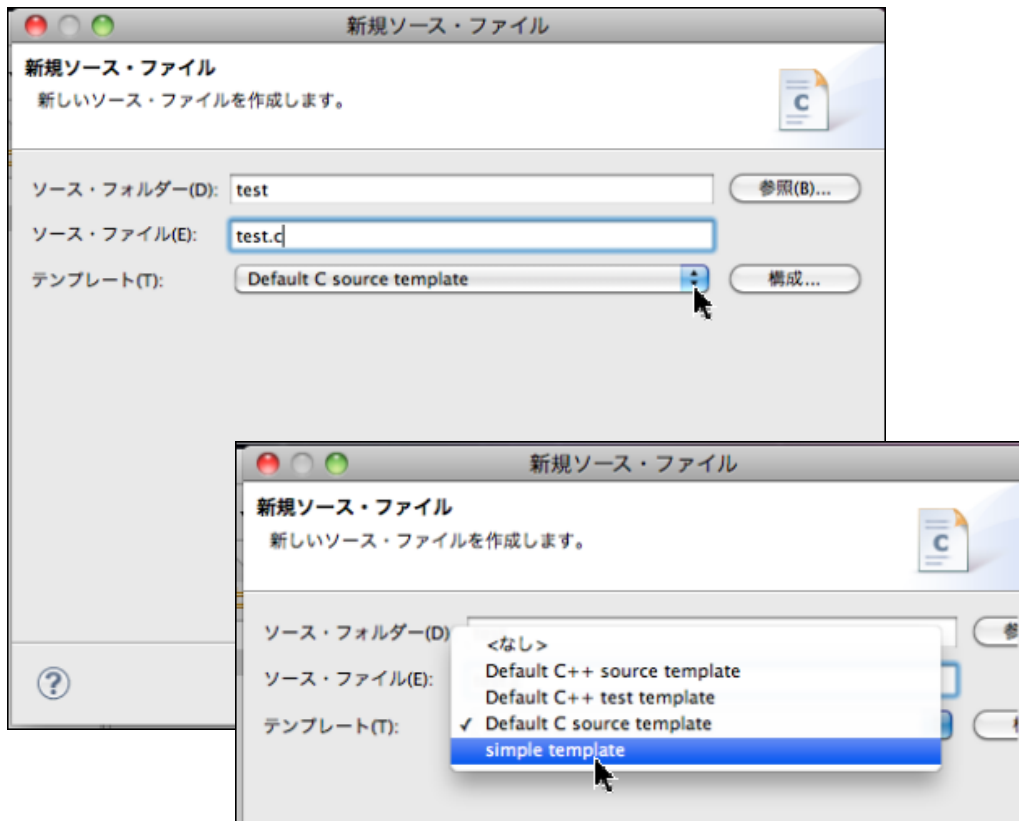 新規ソース・ファイル
新規ソース・ファイル
新しいソース・ファイルを作成します。
C
ソース・フォルダー(D): test 参照(B)...
ソース・ファイル(E): test.c
テンプレート(T): Default C source template 構成...
?
新規ソース・ファイル
新規ソース・ファイル
新しいソース・ファイルを作成します。
C
ソース・フォルダー(D)
<なし>
Default C++ source template
ソース・ファイル(E):
Default C++ test template
テンプレート(T): ✓ Default C source template
simple template